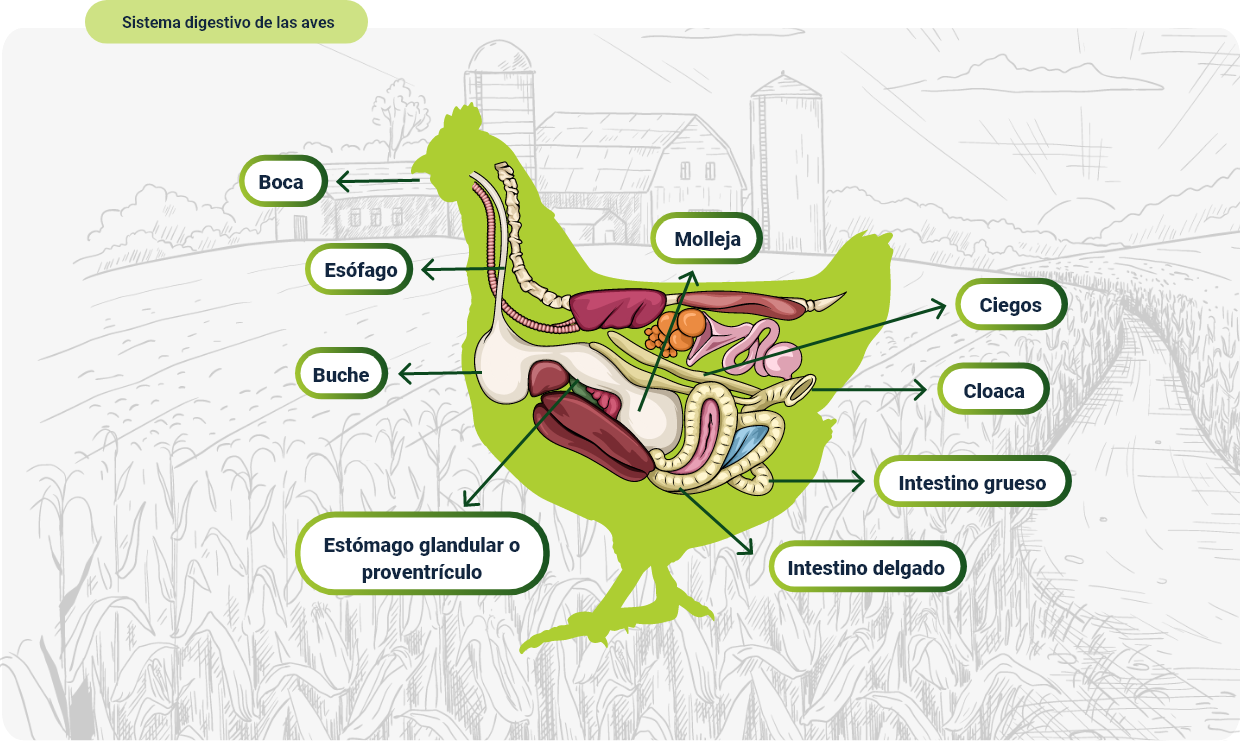 Sistema digestivo de las aves
Boca
Esófago
Molleja
Ciegos
Buche
Cloaca
Intestino grueso
Estómago glandular o
proventrículo
Intestino delgado